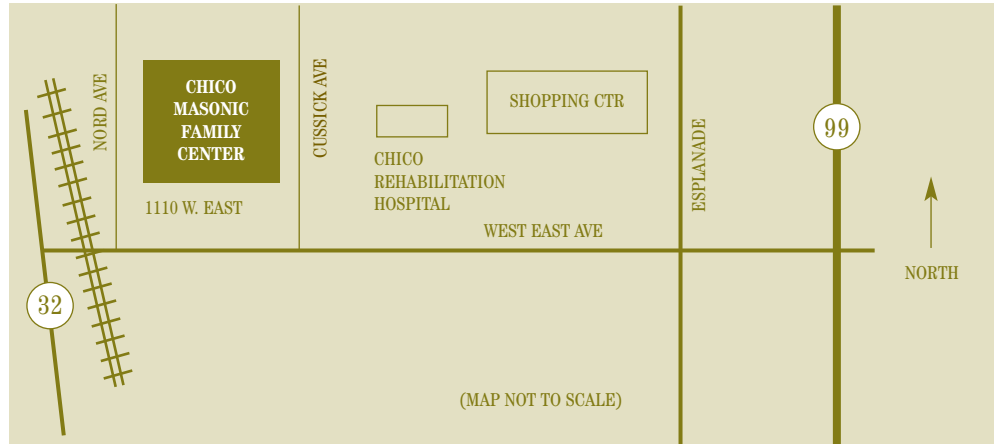 NORD AVE
CHICO
MASONIC
FAMILY
CENTER
1110 W. EAST
CUSSICK AVE
CHICO
REHABILITATION
HOSPITAL
SHOPPING CTR
WEST EAST AVE
ESPLANADE
99
32
NORTH
(MAP NOT TO SCALE)